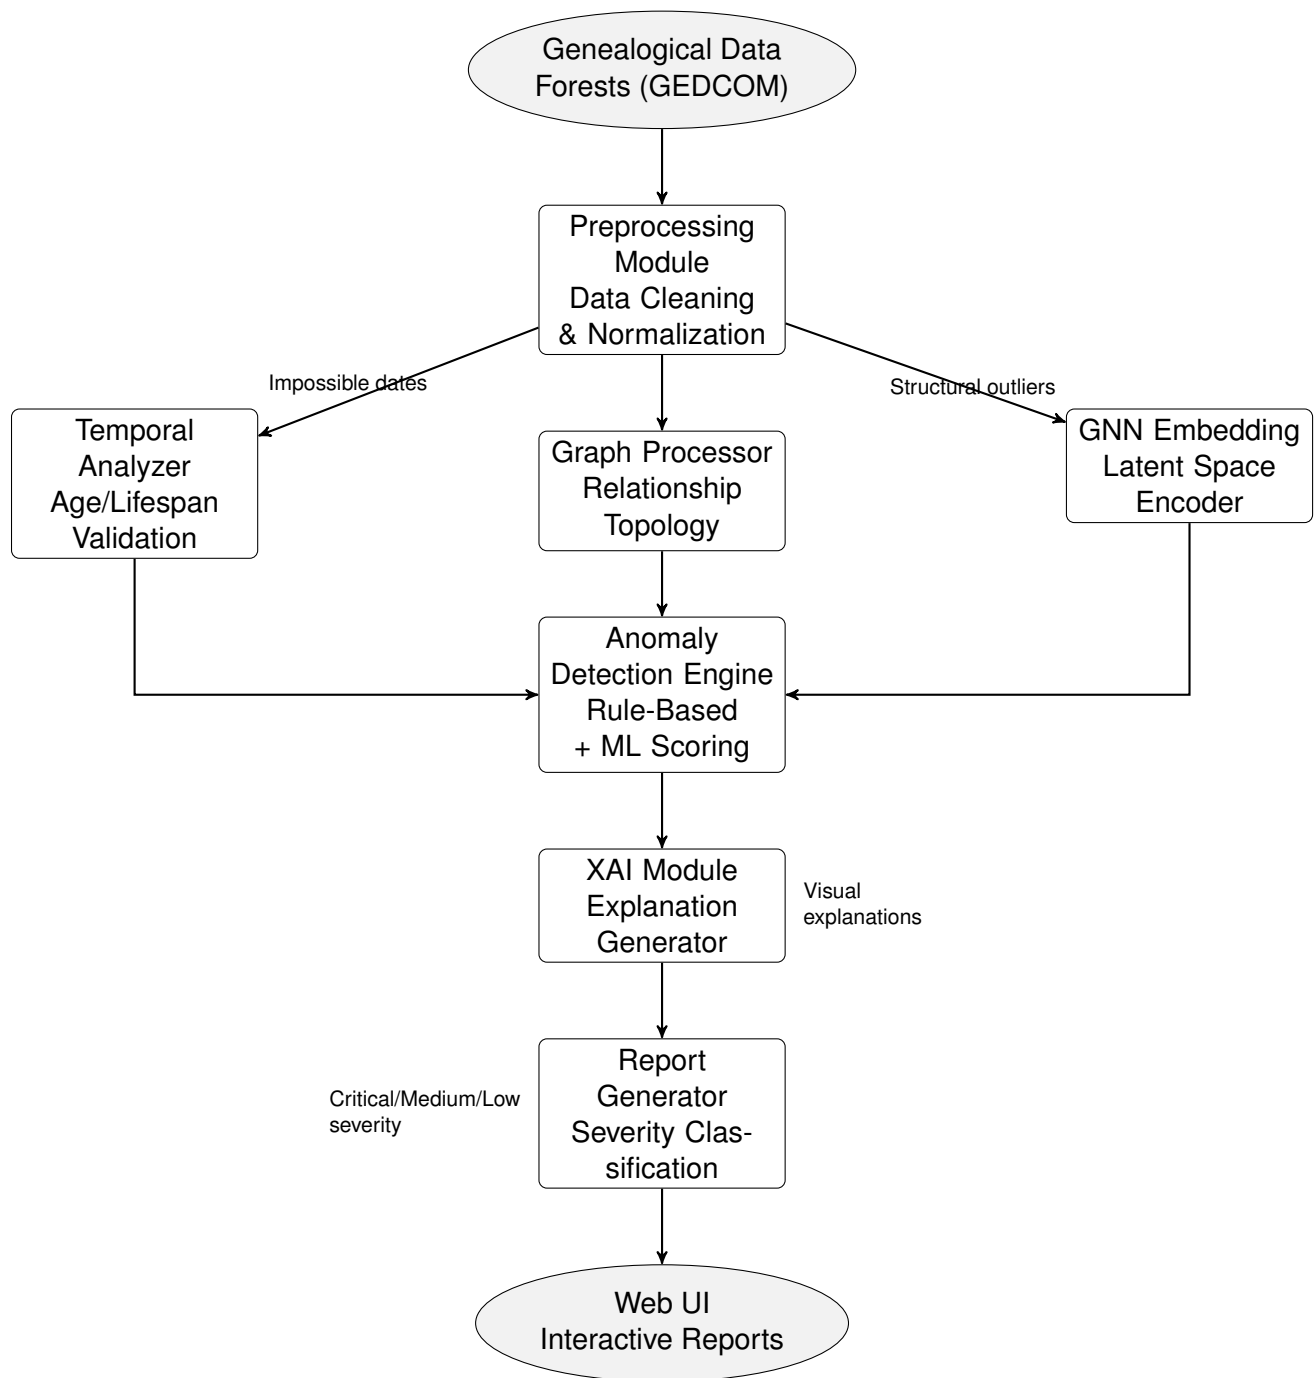 Genealogical Data
Forests (GEDCOM)
Preprocessing
Module
Data Cleaning
& Normalization
Impossible dates
Structural outliers
Temporal
Analyzer
Age/Lifespan
Validation
Graph Processor
Relationship
Topology
GNN Embedding
Latent Space
Encoder
Anomaly
Detection Engine
Rule-Based
+ ML Scoring
XAI Module
Explanation
Generator
Visual
explanations
Critical/Medium/Low
severity
Report
Generator
Severity Clas-
sification
Web UI
Interactive Reports